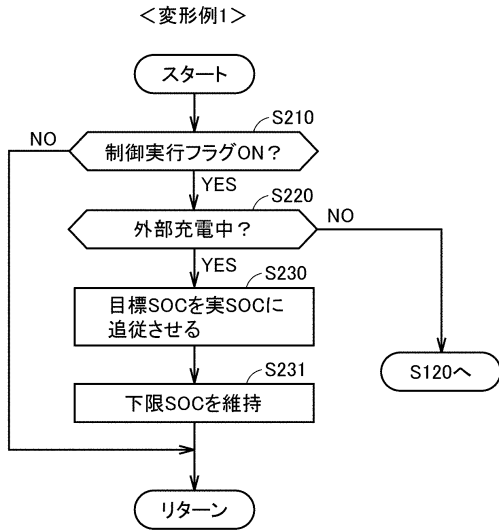 ＜変形例1＞
スタート
S210
制御実行フラグON？
NO
YES
S220
外部充電中？
NO
YES
S230
目標SOCを実SOCに
追従させる
S231
下限SOCを維持
S120へ
リターン